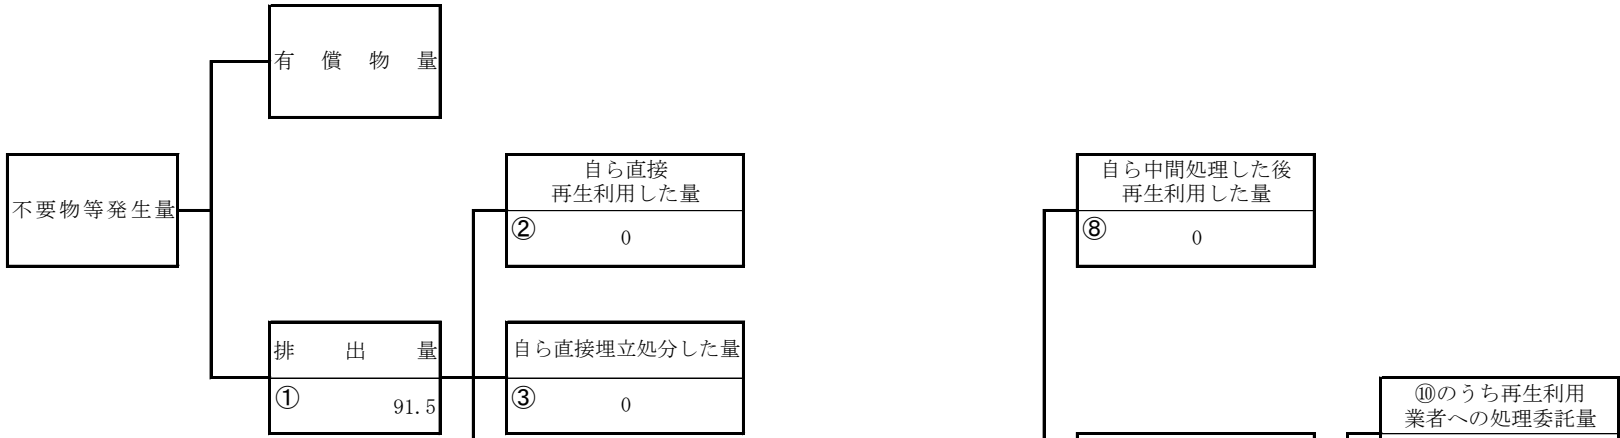 有償物量
自ら直接
再生利用した量
② 0
自ら中間処理した後
再生利用した量
⑧ 0
不要物等発生量
排出量
① 91.5
自ら直接埋立処分した量
③ 0
⑩のうち再生利用
業者への処理委託量